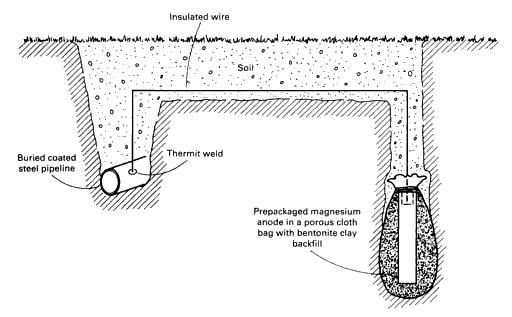 Insulated wire
Soil
Buried coated
steel pipeline
Thermit weld
Prepackaged magnesium
anode in a porous cloth
bag with bentonite clay
backfill